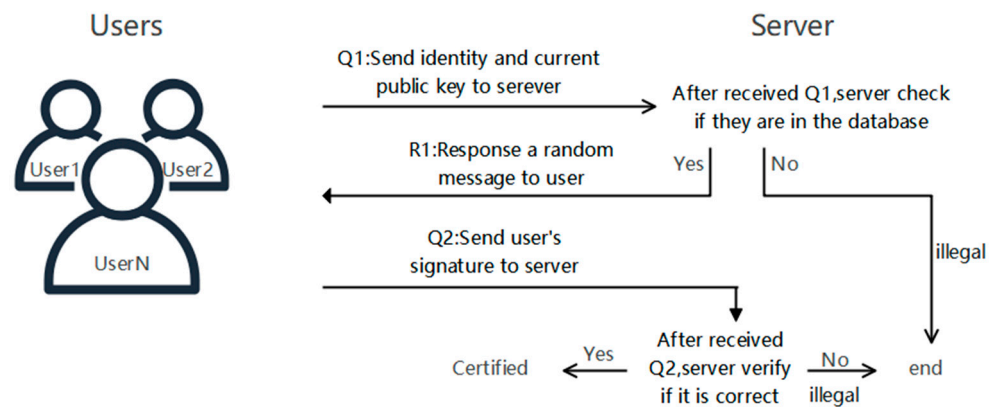 Users
Server
Q1:Send identity and current
public key to serever
After received Q1,server check
if they are in the database
User1
User2
UserN
R1:Response a random
message to user
Yes
No
Q2:Send user's
signature to server
illegal
After received
Q2,server verify
if it is correct
Certified
Yes
No
illegal
end